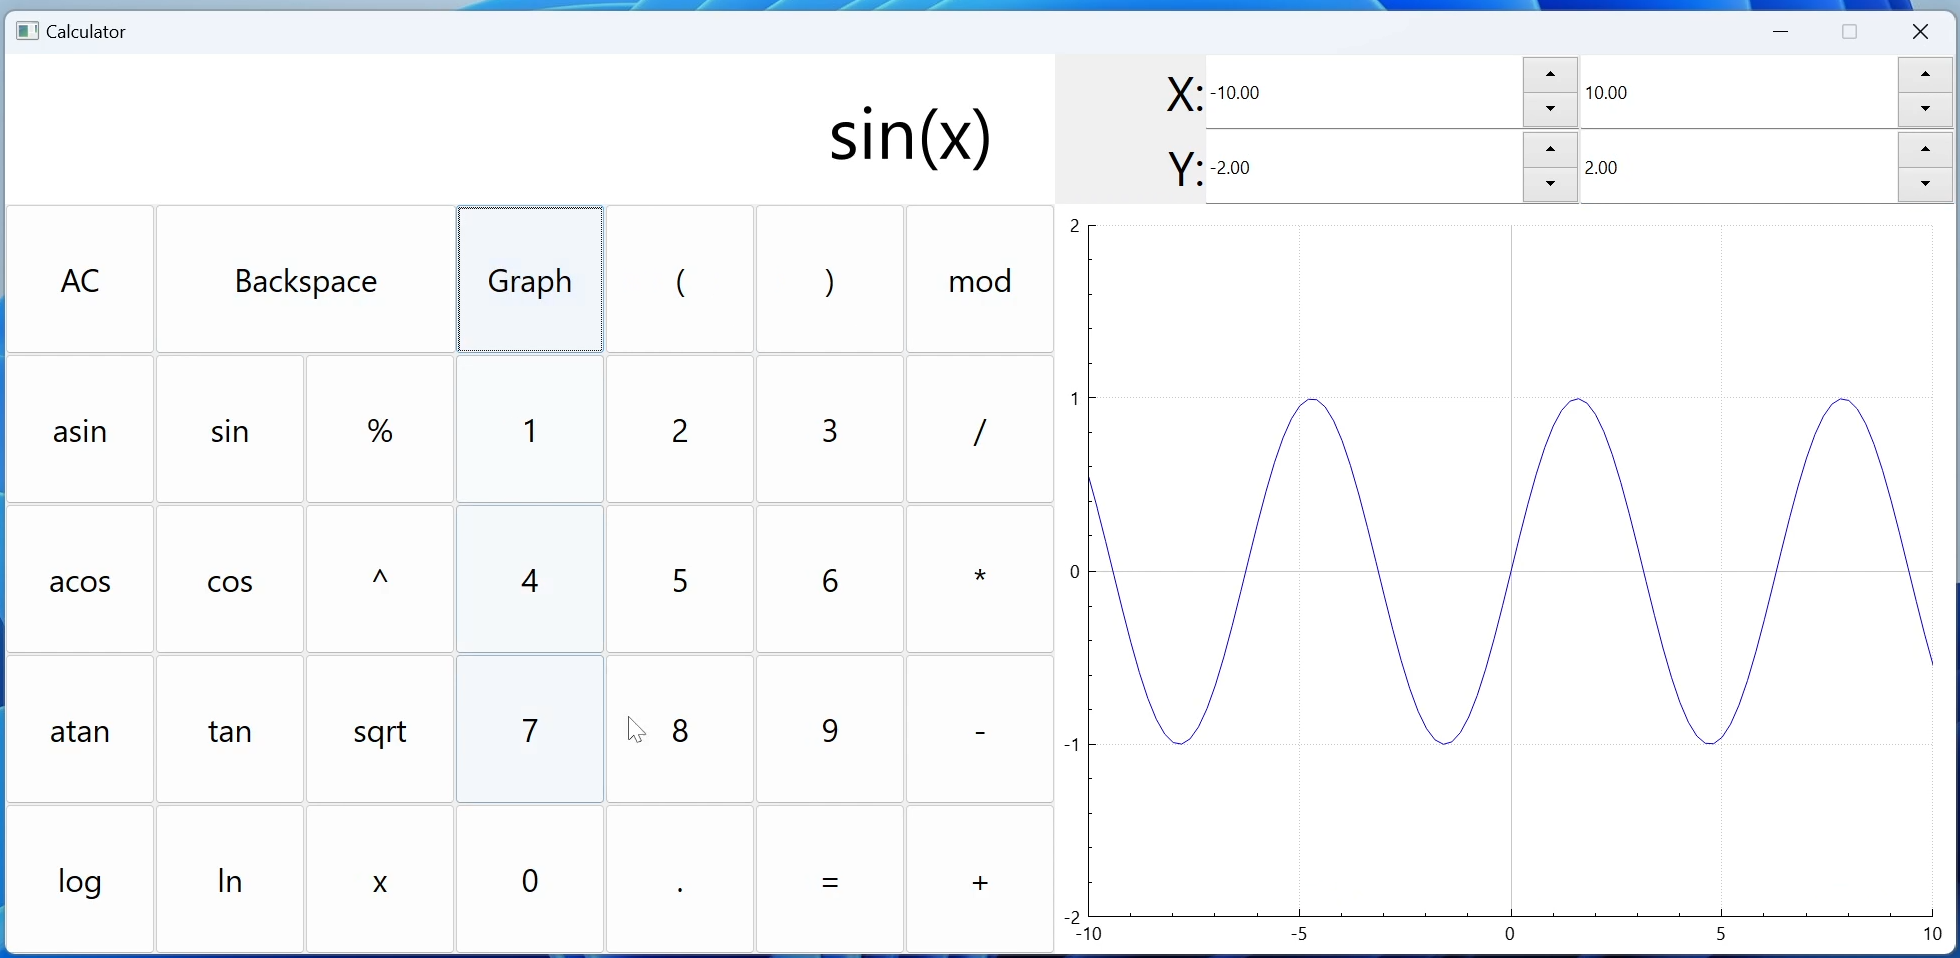 Calculator
sin(x)
X: -10.00 10.00
Y: -2.00 2.00
AC Backspace Graph ( ) mod
asin sin % 1 2 3 /
acos cos ^ 4 5 6 *
atan tan sqrt 7 8 9 -
log ln x 0 . = +
2
1
0
-1
-2
-10 -5 0 5 10